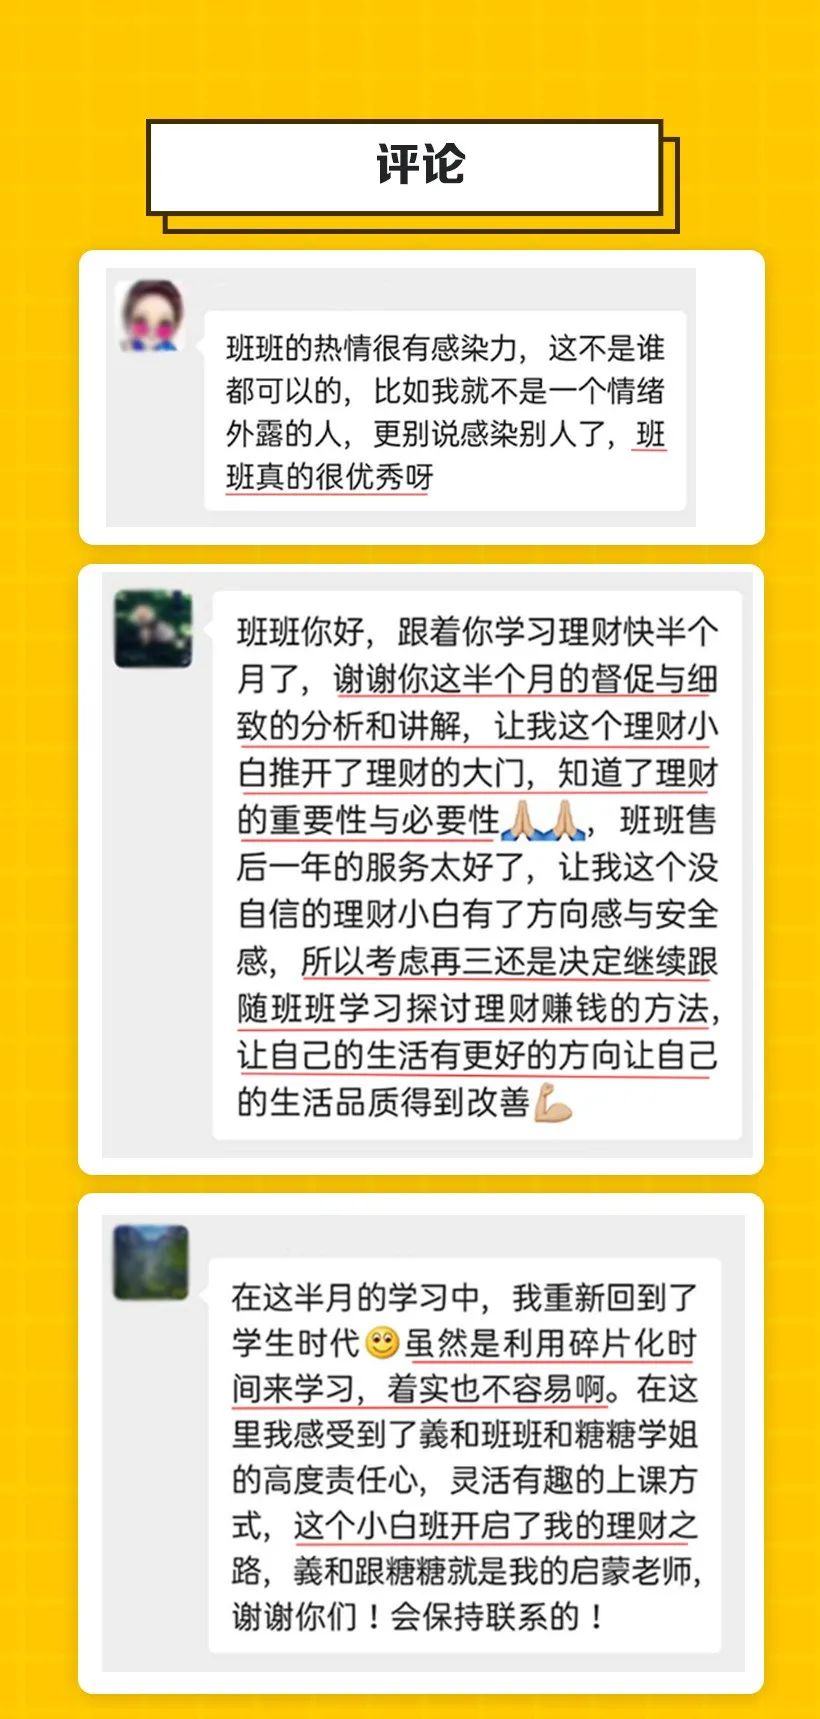 评论
班班的热情很有感染力，这不是谁
都可以的，比如我就不是一个情绪
外露的人，更别说感染别人了，班
班真的很优秀呀
班班你好，跟着你学习理财快半个
月了，谢谢你这半个月的督促与细
致的分析和讲解，让我这个理财小
白推开了理财的大门，知道了理财
的重要性与必要性🙏🙏，班班售
后一年的服务太好了，让我这个没
自信的理财小白有了方向感与安全
感，所以考虑再三还是决定继续跟
随班班学习探讨理财赚钱的方法，
让自己的生活有更好的方向让自己
的生活品质得到改善💪
在这半月的学习中，我重新回到了
学生时代🙂虽然是利用碎片化时
间来学习，着实也不容易啊。在这
里我感受到了義和班班和糖糖学姐
的高度责任心，灵活有趣的上课方
式，这个小白班开启了我的理财之
路，義和跟糖糖就是我的启蒙老师，
谢谢你们！会保持联系的！